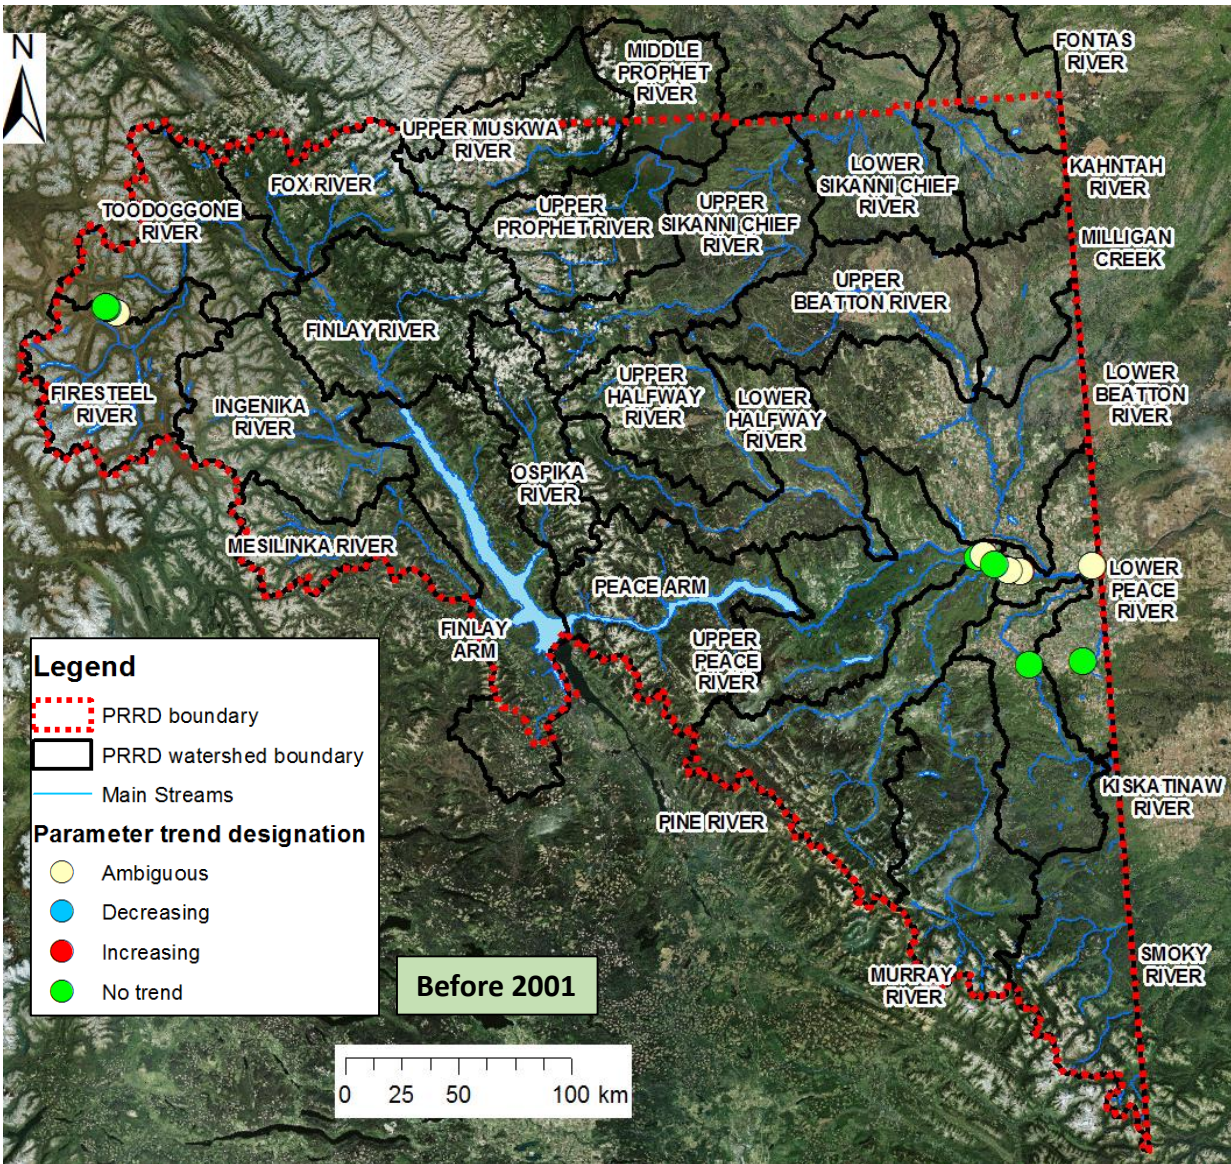 N
MIDDLE
PROPHET
RIVER
FONTAS
RIVER
UPPER MUSKWA
RIVER
FOX RIVER
LOWER
SIKANNI CHIEF
RIVER
KAHNTAH
RIVER
TOODOGGONE
RIVER
UPPER
PROPHET RIVER
UPPER
SIKANNI CHIEF
RIVER
MILLIGAN
CREEK
UPPER
BEATTON RIVER
FINLAY RIVER
FIRESTEEL
RIVER
INGENIKA
RIVER
UPPER
HALFWAY
RIVER
LOWER
HALFWAY
RIVER
LOWER
BEATTON
RIVER
OSPIKA
RIVER
MESILINKA RIVER
PEACE ARM
LOWER
PEACE
RIVER
FINLAY
ARM
UPPER
PEACE
RIVER
KISKATINAW
RIVER
PINE RIVER
MURRAY
RIVER
SMOKY
RIVER
Legend
PRRD boundary
PRRD watershed boundary
Main Streams
Parameter trend designation
Ambiguous
Decreasing
Increasing
No trend
Before 2001
0 25 50 100 km